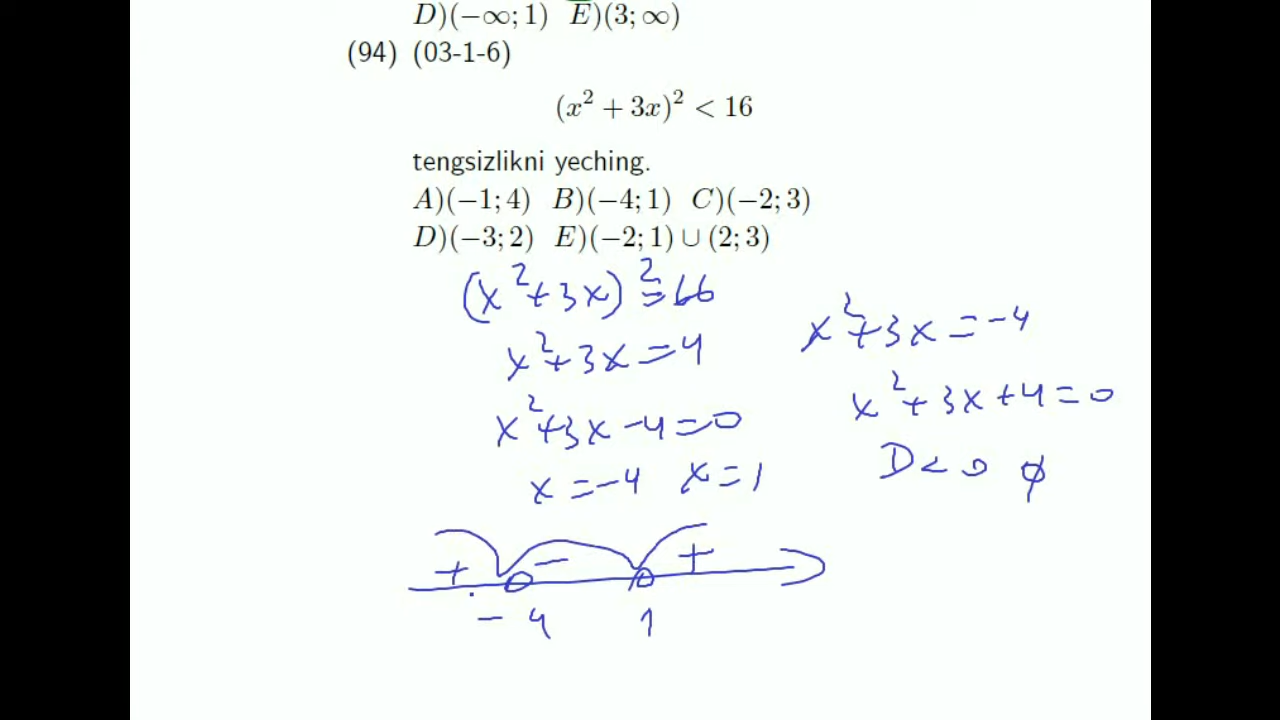 D)(−∞; 1) E)(3; ∞)
(94) (03-1-6)
(x² + 3x)² < 16
tengsizlikni yeching.
A)(−1; 4) B)(−4; 1) C)(−2; 3)
D)(−3; 2) E)(−2; 1) ∪ (2; 3)
(x²+3x)²=16
x²+3x=4
x²+3x-4=0
x=-4 x=1
x²+3x=-4
x²+3x+4=0
D<0 ∅
+ − +
-4 1